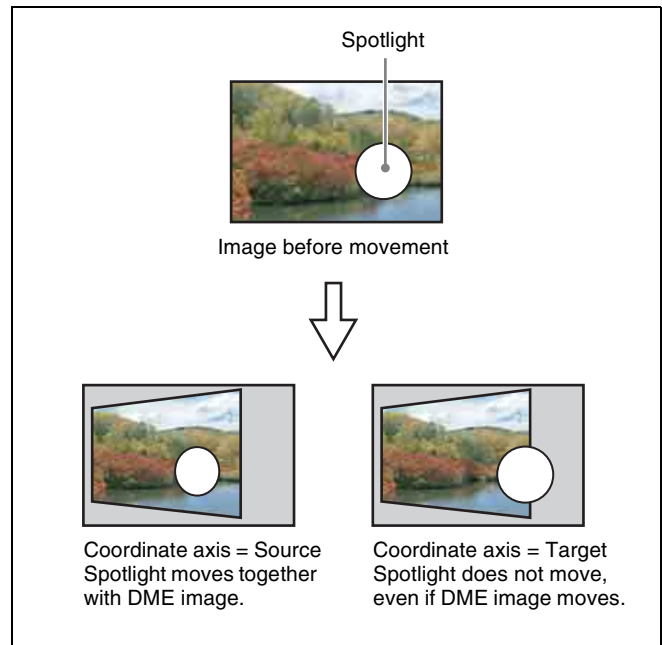 Spotlight
Image before movement
Coordinate axis = Source
Spotlight moves together
with DME image.
Coordinate axis = Target
Spotlight does not move,
even if DME image moves.